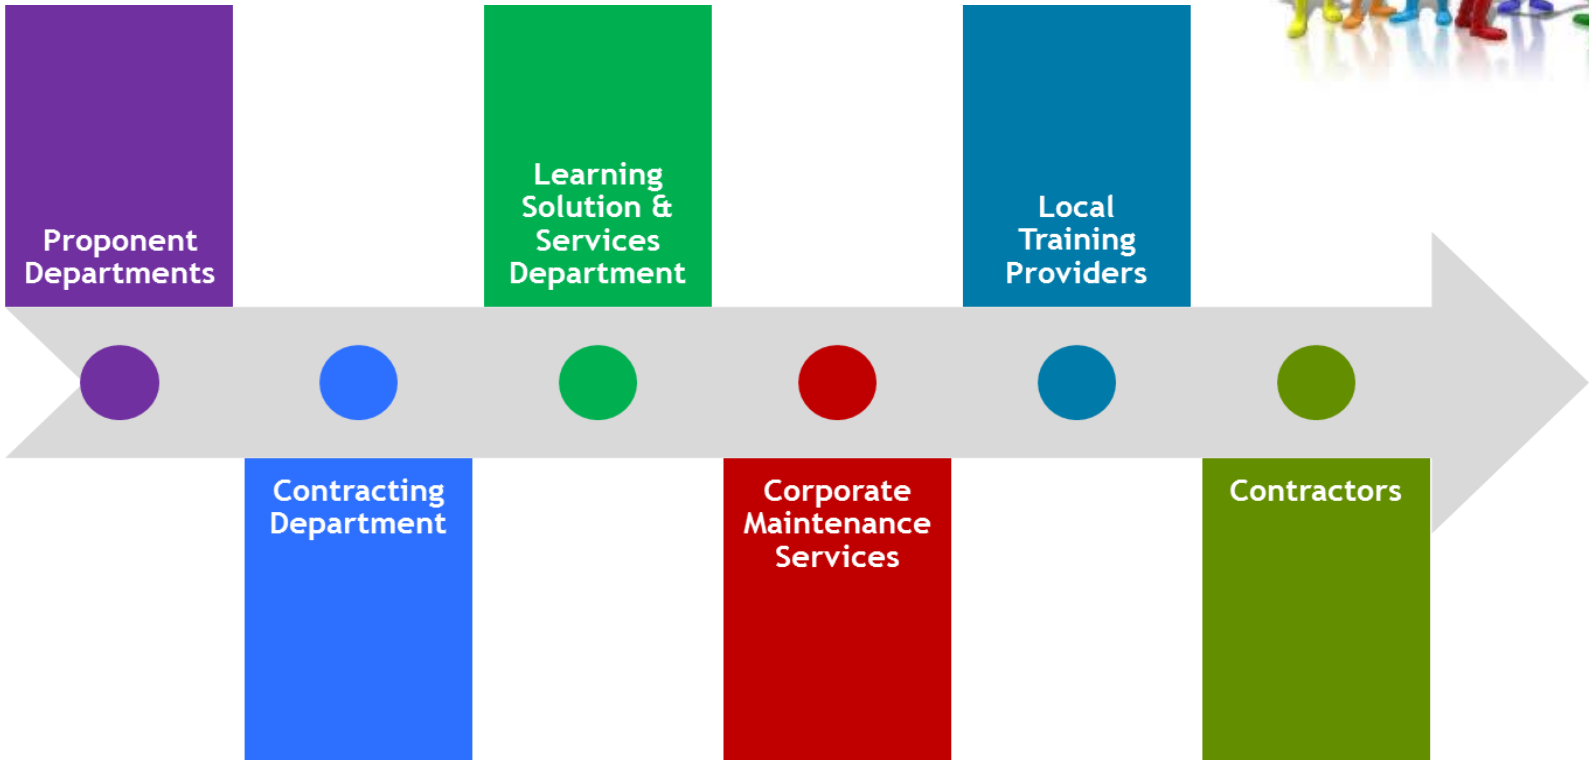 Proponent
Departments
Contracting
Department
Learning
Solution &
Services
Department
Corporate
Maintenance
Services
Local
Training
Providers
Contractors